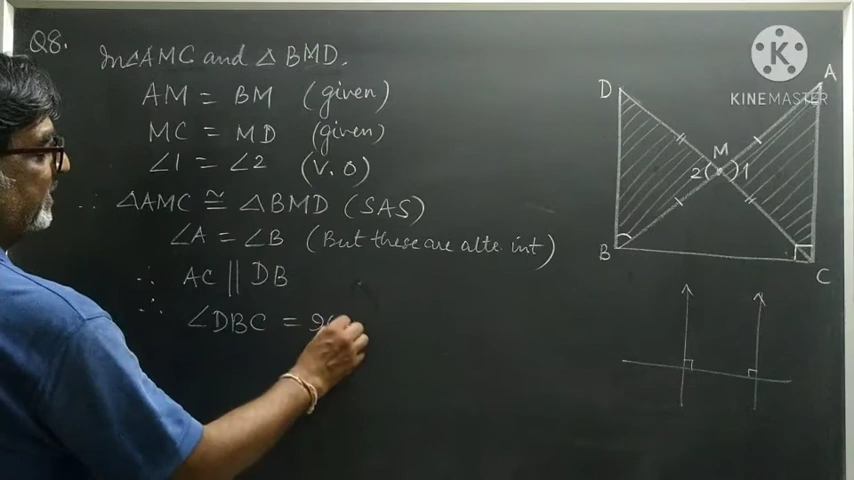 Q8.
In △AMC and △BMD.
AM = BM (given)
MC = MD (given)
∠1 = ∠2 (V.O)
∴ △AMC ≅ △BMD (SAS)
∠A = ∠B (But these are alte. int)
∴ AC || DB
∴ ∠DBC = 9
K
KINEMASTER
D
A
M
2
1
B
C